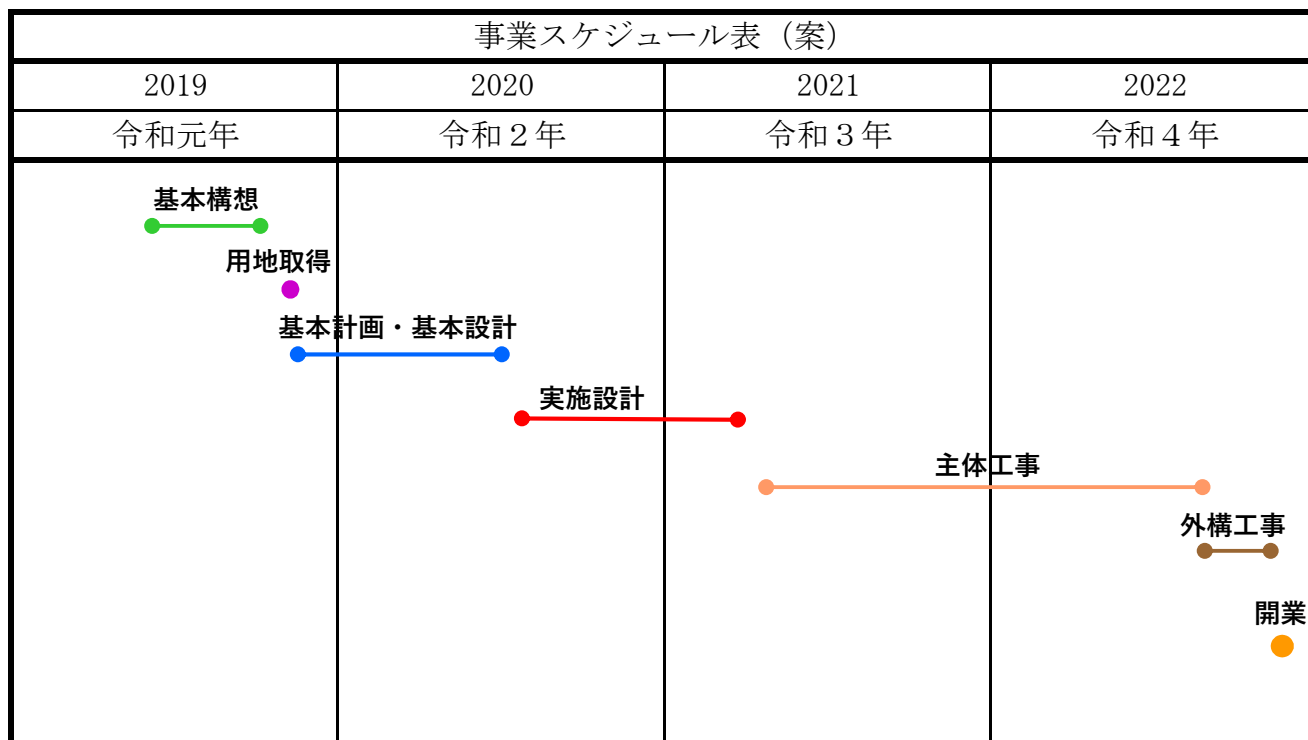 事業スケジュール表（案）
2019 2020 2021 2022
令和元年 令和２年 令和３年 令和４年
基本構想
用地取得
基本計画・基本設計
実施設計
主体工事
外構工事
開業